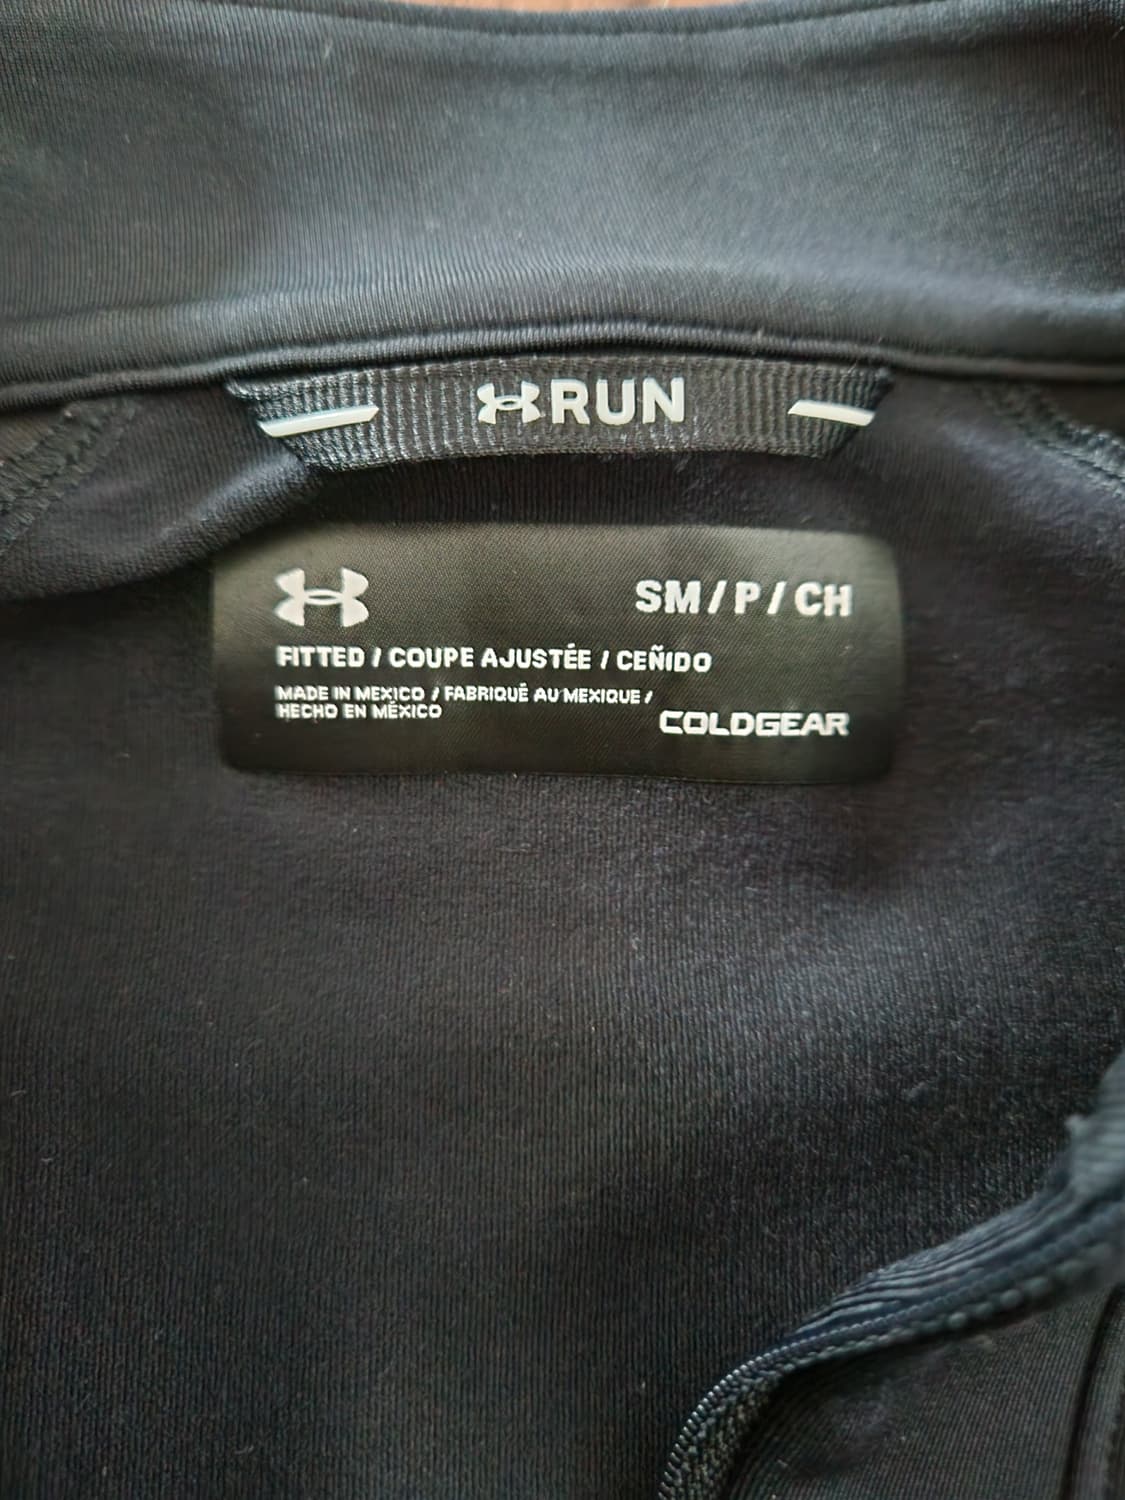 RUN
SM / P / CH
FITTED / COUPE AJUSTÉE / CEÑIDO
MADE IN MEXICO / FABRIQUÉ AU MEXIQUE /
HECHO EN MÉXICO
COLDGEAR